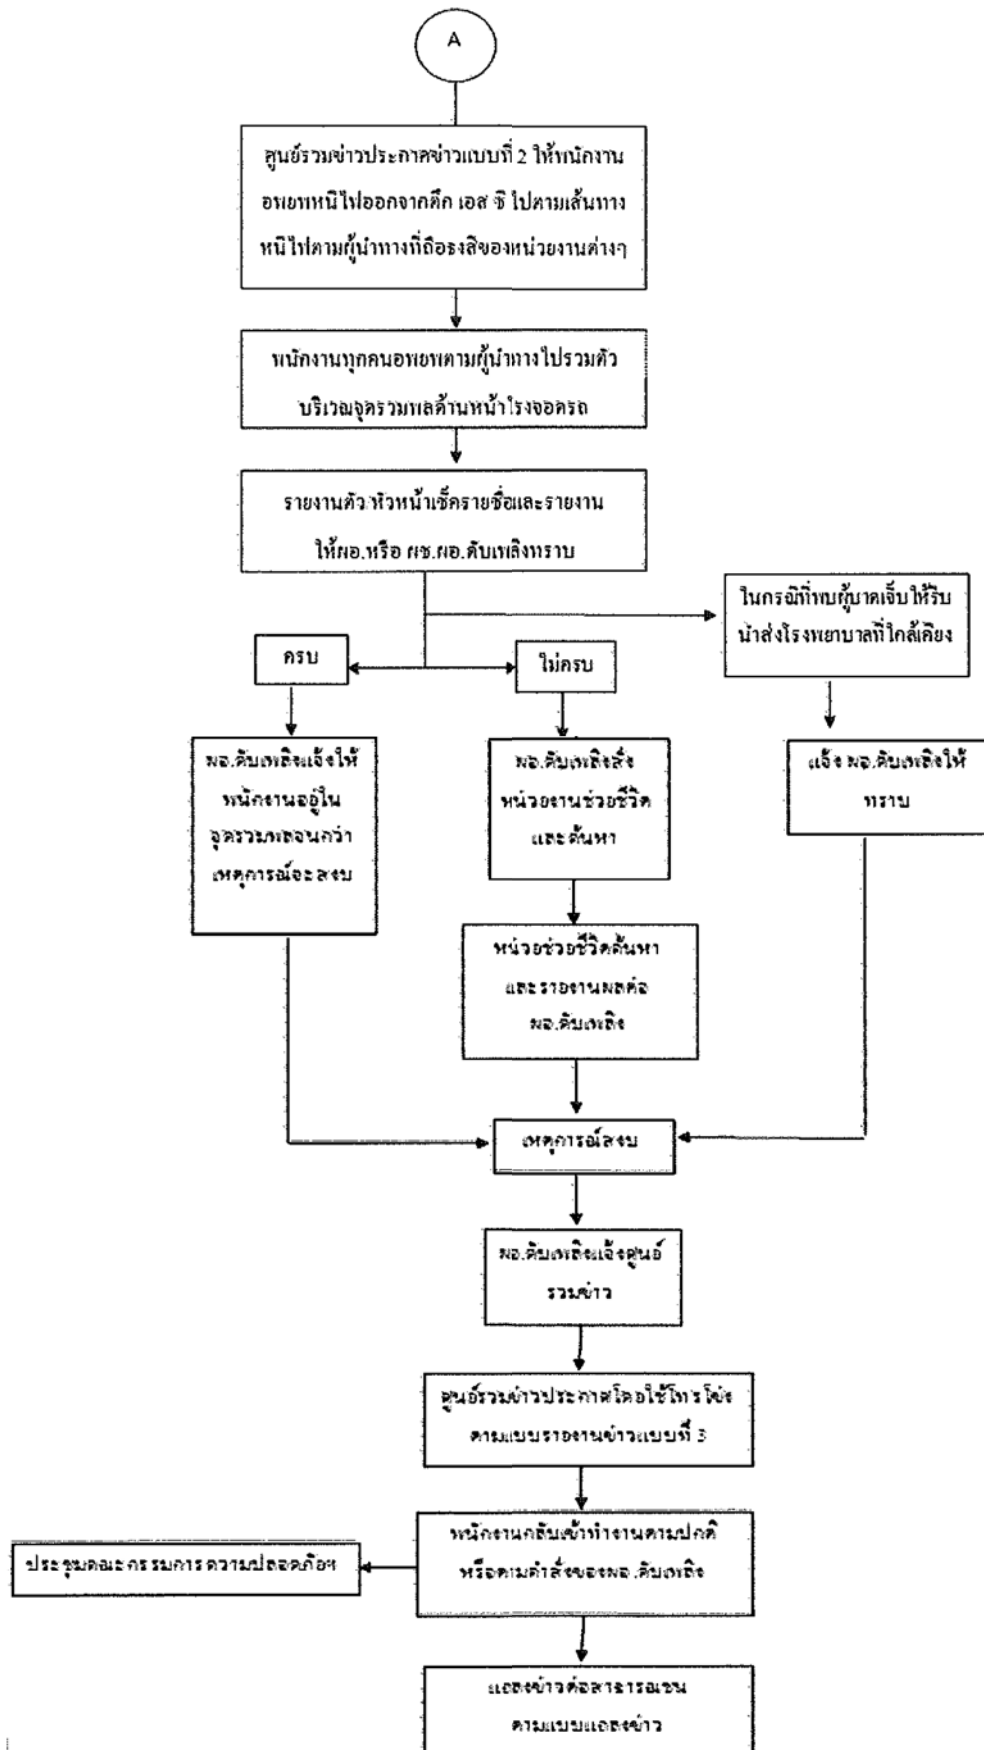 A
ศูนย์รวมข่าวประกาศข่าวแบบที่ 2 ให้พนักงาน
อพยพหนีไฟออกจากตึก เอส ซี ไปตามเส้นทาง
หนีไฟตามผู้นำทางที่ถือธงสีของหน่วยงานต่างๆ
พนักงานทุกคนอพยพตามผู้นำทางไปรวมตัว
บริเวณจุดรวมพลด้านหน้าโรงจอดรถ
รายงานตัว/หัวหน้าเช็ครายชื่อและรายงาน
ให้ผอ.หรือ ผช.ผอ.ดับเพลิงทราบ
ในกรณีที่พบผู้บาดเจ็บให้รีบ
นำส่งโรงพยาบาลที่ใกล้เคียง
ครบ
ไม่ครบ
ผอ.ดับเพลิงแจ้งให้
พนักงานอยู่ใน
จุดรวมพลจนกว่า
เหตุการณ์จะสงบ
ผอ.ดับเพลิงสั่ง
หน่วยงานช่วยชีวิต
และค้นหา
แจ้ง ผอ.ดับเพลิงให้
ทราบ
หน่วยช่วยชีวิตค้นหา
และรายงานผลต่อ
ผอ.ดับเพลิง
เหตุการณ์สงบ
ผอ.ดับเพลิงแจ้งศูนย์
รวมข่าว
ศูนย์รวมข่าวประกาศโดยใช้โทรโข่ง
ตามแบบรายงานข่าวแบบที่ 3
พนักงานกลับเข้าทำงานตามปกติ
หรือตามคำสั่งของผอ.ดับเพลิง
ประชุมคณะกรรมการความปลอดภัยฯ
แถลงข่าวต่อสาธารณชน
ตามแบบแถลงข่าว